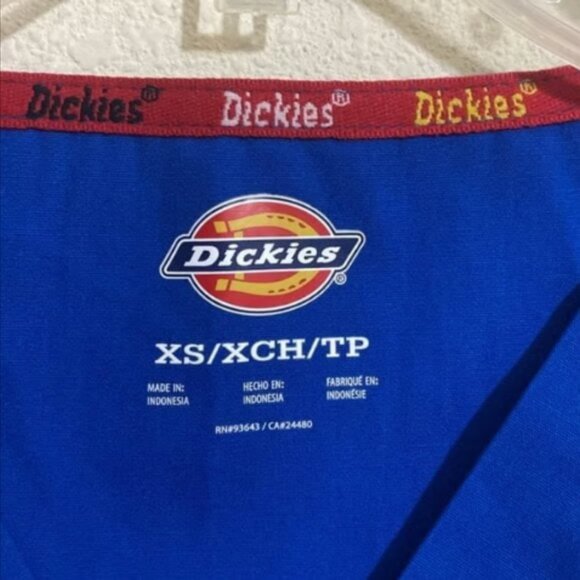 Dickies® Dickies® Dickies®
Dickies®
XS/XCH/TP
MADE IN: HECHO EN: FABRIQUÉ EN:
INDONESIA INDONESIA INDONÉSIE
RN#93643 / CA#24480